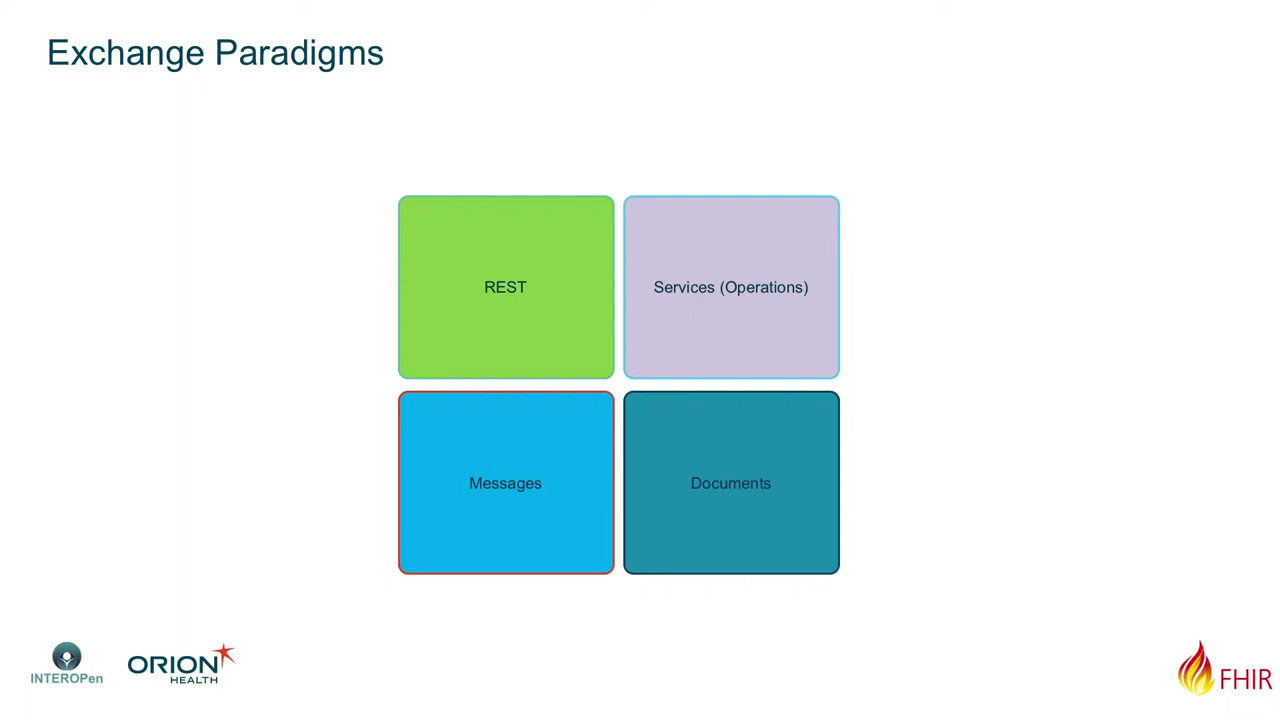 Exchange Paradigms
REST
Services (Operations)
Messages
Documents
INTEROPen
ORION
HEALTH
FHIR